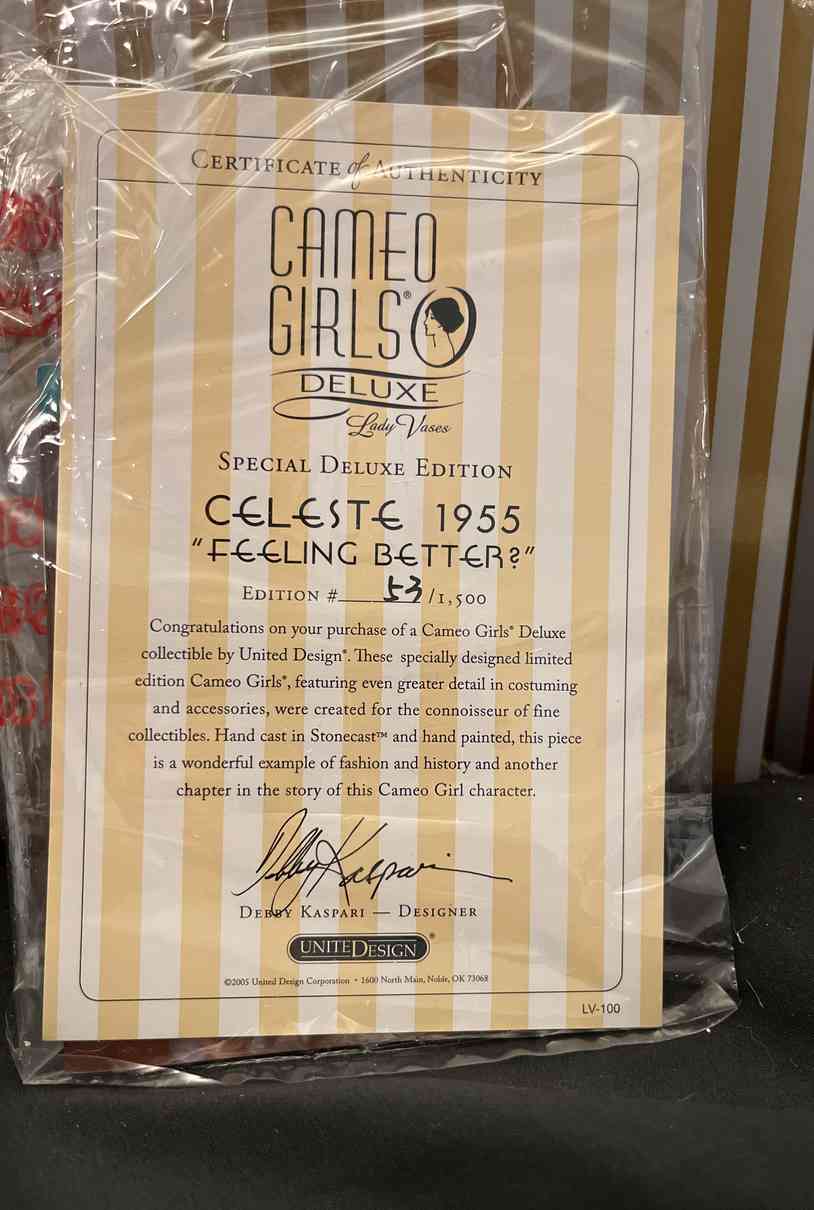 CERTIFICATE of AUTHENTICITY
CAMEO
GIRLS®
DELUXE
Lady Vases
SPECIAL DELUXE EDITION
CELESTE 1955
"FEELING BETTER?"
EDITION # 53 /1,500
Congratulations on your purchase of a Cameo Girls® Deluxe
collectible by United Design®. These specially designed limited
edition Cameo Girls®, featuring even greater detail in costuming
and accessories, were created for the connoisseur of fine
collectibles. Hand cast in Stonecast™ and hand painted, this piece
is a wonderful example of fashion and history and another
chapter in the story of this Cameo Girl character.
Debby Kaspari
DEBBY KASPARI — DESIGNER
UNITEDESIGN®
©2005 United Design Corporation • 1600 North Main, Noble, OK 73068
LV-100